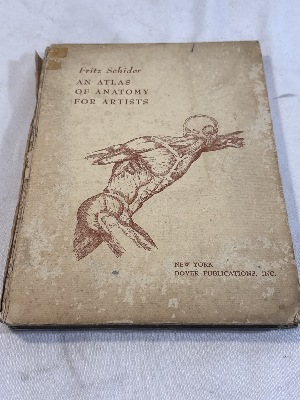 Fritz Schider
AN ATLAS
OF ANATOMY
FOR ARTISTS
NEW YORK
DOVER PUBLICATIONS, INC.